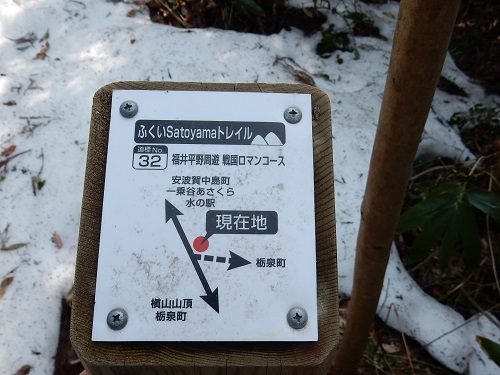 ふくいSatoyamaトレイル
道標No.
32
福井平野周遊 戦国ロマンコース
安波賀中島町
一乗谷あさくら
水の駅
現在地
栃泉町
槇山山頂
栃泉町